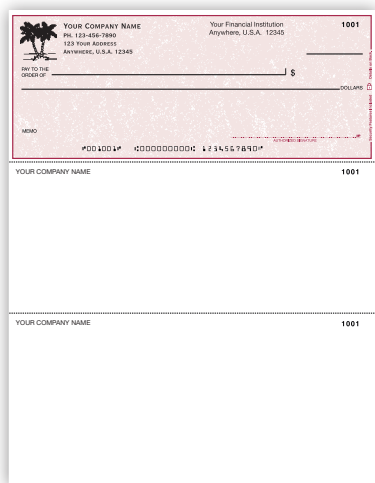 YOUR COMPANY NAME
PH. 123-456-7890
123 YOUR ADDRESS
ANYWHERE, U.S.A. 12345
Your Financial Institution
Anywhere, U.S.A. 12345
1001
PAY TO THE
ORDER OF
$
DOLLARS
MEMO
AUTHORIZED SIGNATURE
⑈001001⑈ ⑆000000000⑆ 1234567890⑈
YOUR COMPANY NAME 1001
YOUR COMPANY NAME 1001